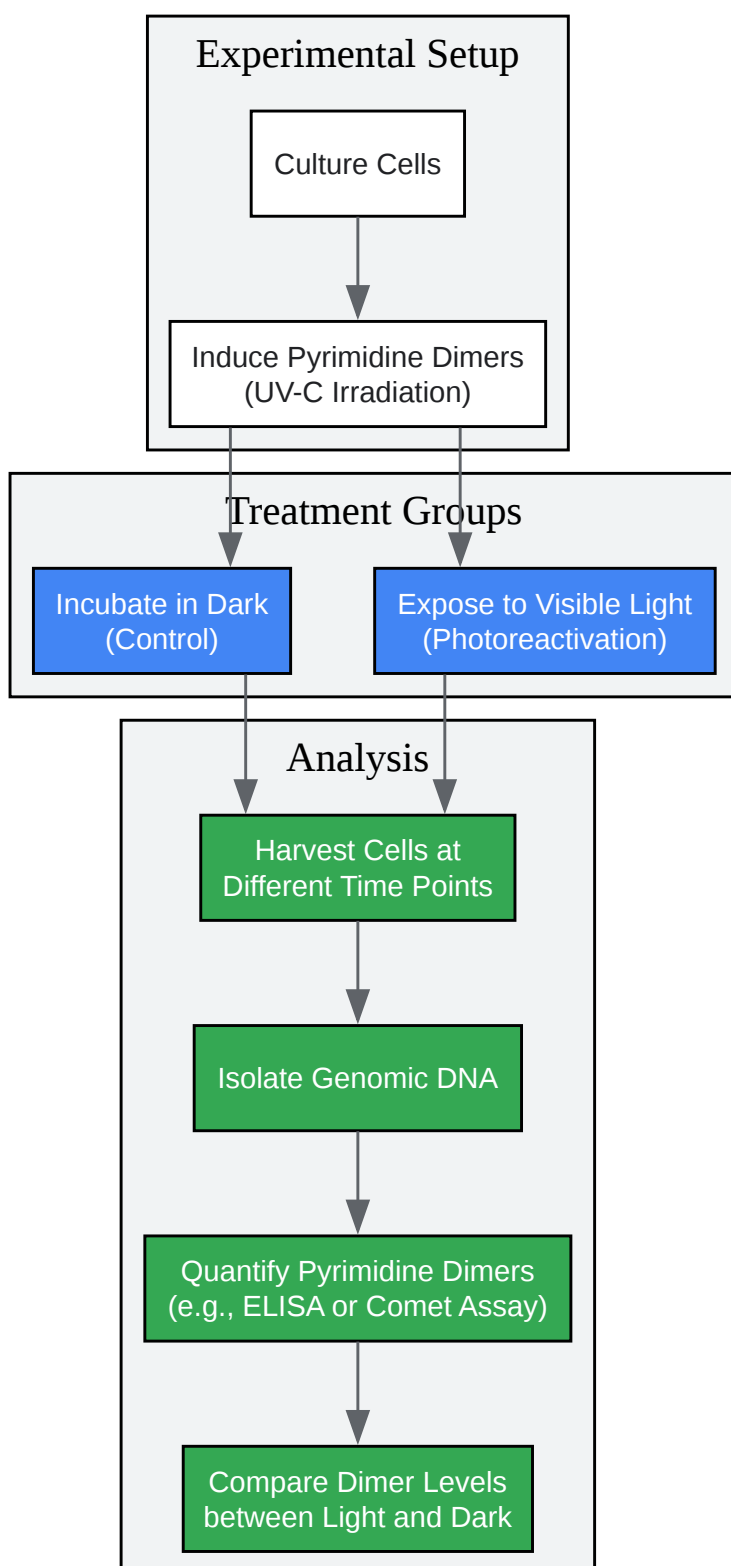 Experimental Setup
Culture Cells
Induce Pyrimidine Dimers
(UV-C Irradiation)
Treatment Groups
Incubate in Dark
(Control)
Expose to Visible Light
(Photoreactivation)
Analysis
Harvest Cells at
Different Time Points
Isolate Genomic DNA
Quantify Pyrimidine Dimers
(e.g., ELISA or Comet Assay)
Compare Dimer Levels
between Light and Dark